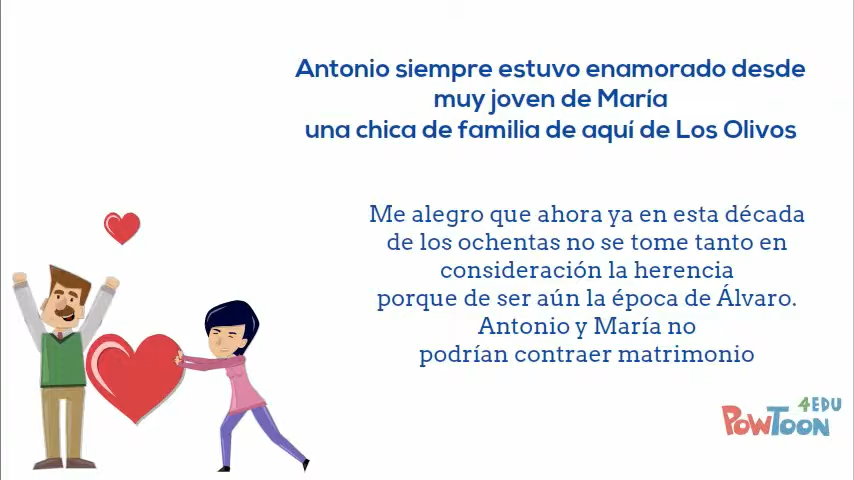 Antonio siempre estuvo enamorado desde
muy joven de María
una chica de familia de aquí de Los Olivos
Me alegro que ahora ya en esta década
de los ochentas no se tome tanto en
consideración la herencia
porque de ser aún la época de Álvaro.
Antonio y María no
podrían contraer matrimonio
4EDU
PowToon